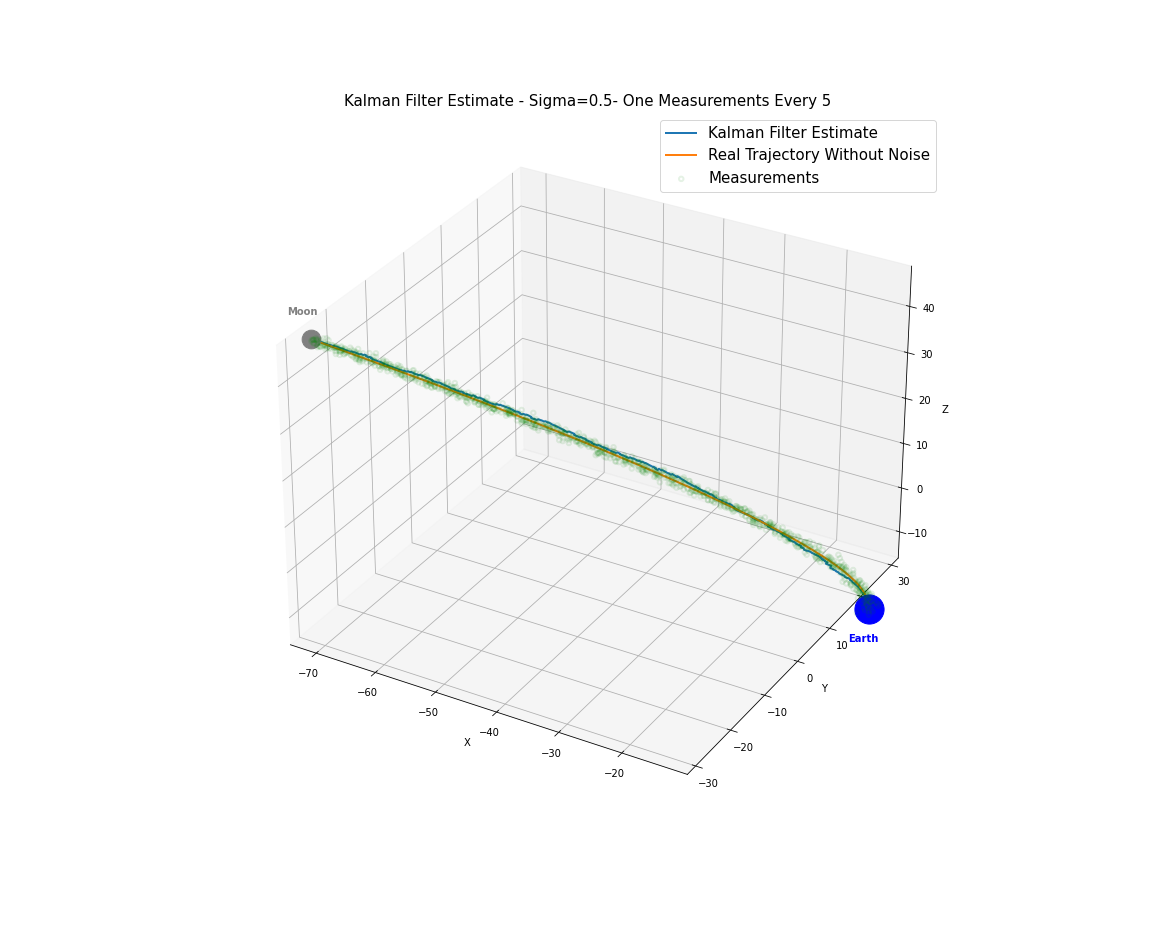 Kalman Filter Estimate - Sigma=0.5- One Measurements Every 5
Kalman Filter Estimate
Real Trajectory Without Noise
Measurements
Moon
Earth
−70
−60
−50
−40
−30
−20
X
−30
−20
−10
0
10
30
Y
−10
0
10
20
30
40
Z